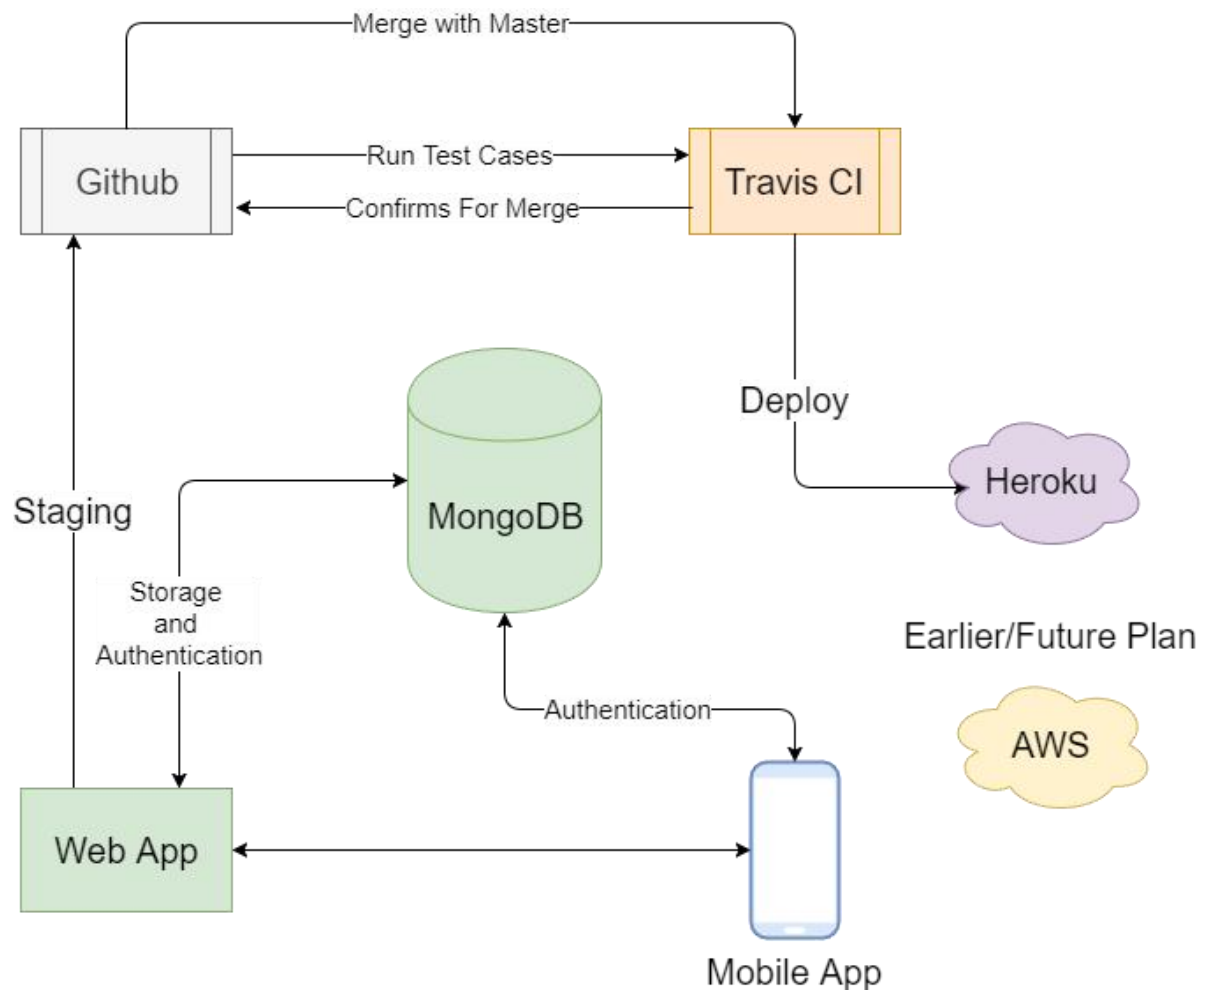 Merge with Master
Github
Run Test Cases
Confirms For Merge
Travis CI
Deploy
Heroku
MongoDB
Staging
Storage
and
Authentication
Earlier/Future Plan
Authentication
AWS
Web App
Mobile App